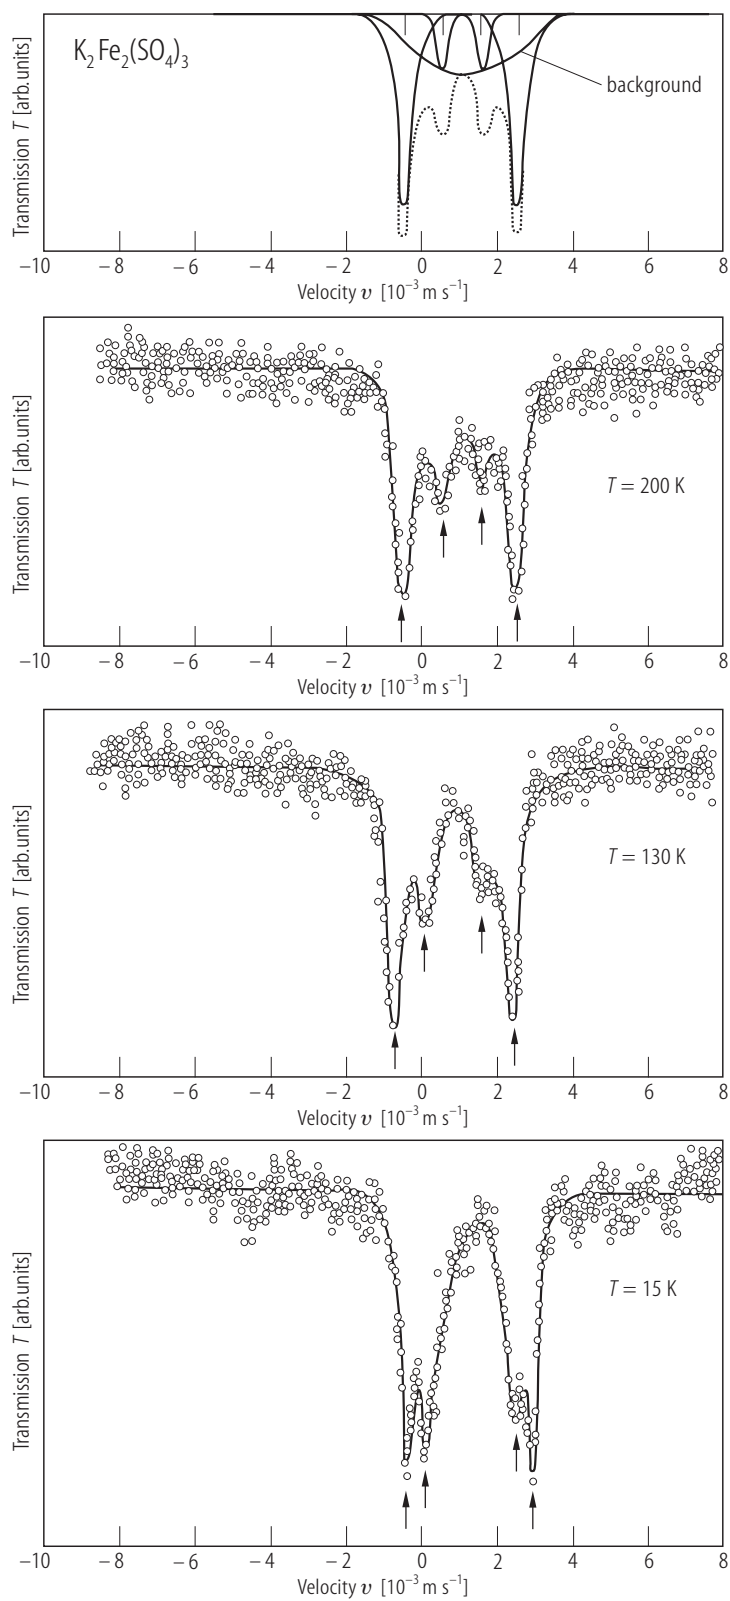 K2Fe2(SO4)3
background
Transmission T [arb.units]
−10 −8 −6 −4 −2 0 2 4 6 8
Velocity υ [10⁻³ m s⁻¹]
T = 200 K
Transmission T [arb.units]
−10 −8 −6 −4 −2 0 2 4 6 8
Velocity υ [10⁻³ m s⁻¹]
T = 130 K
Transmission T [arb.units]
−10 −8 −6 −4 −2 0 2 4 6 8
Velocity υ [10⁻³ m s⁻¹]
T = 15 K
Transmission T [arb.units]
−10 −8 −6 −4 −2 0 2 4 6 8
Velocity υ [10⁻³ m s⁻¹]